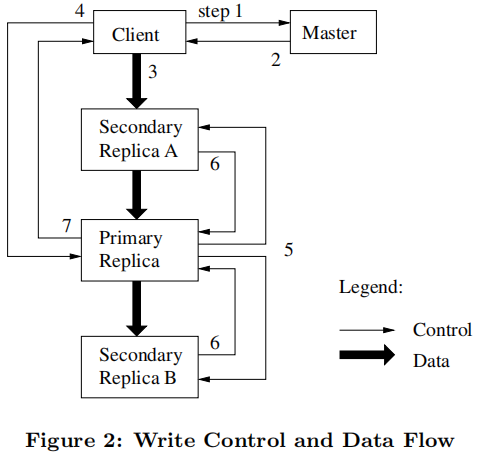 4
step 1
Client
Master
2
3
Secondary
Replica A
6
7
Primary
Replica
5
Legend:
Control
Data
6
Secondary
Replica B
Figure 2: Write Control and Data Flow